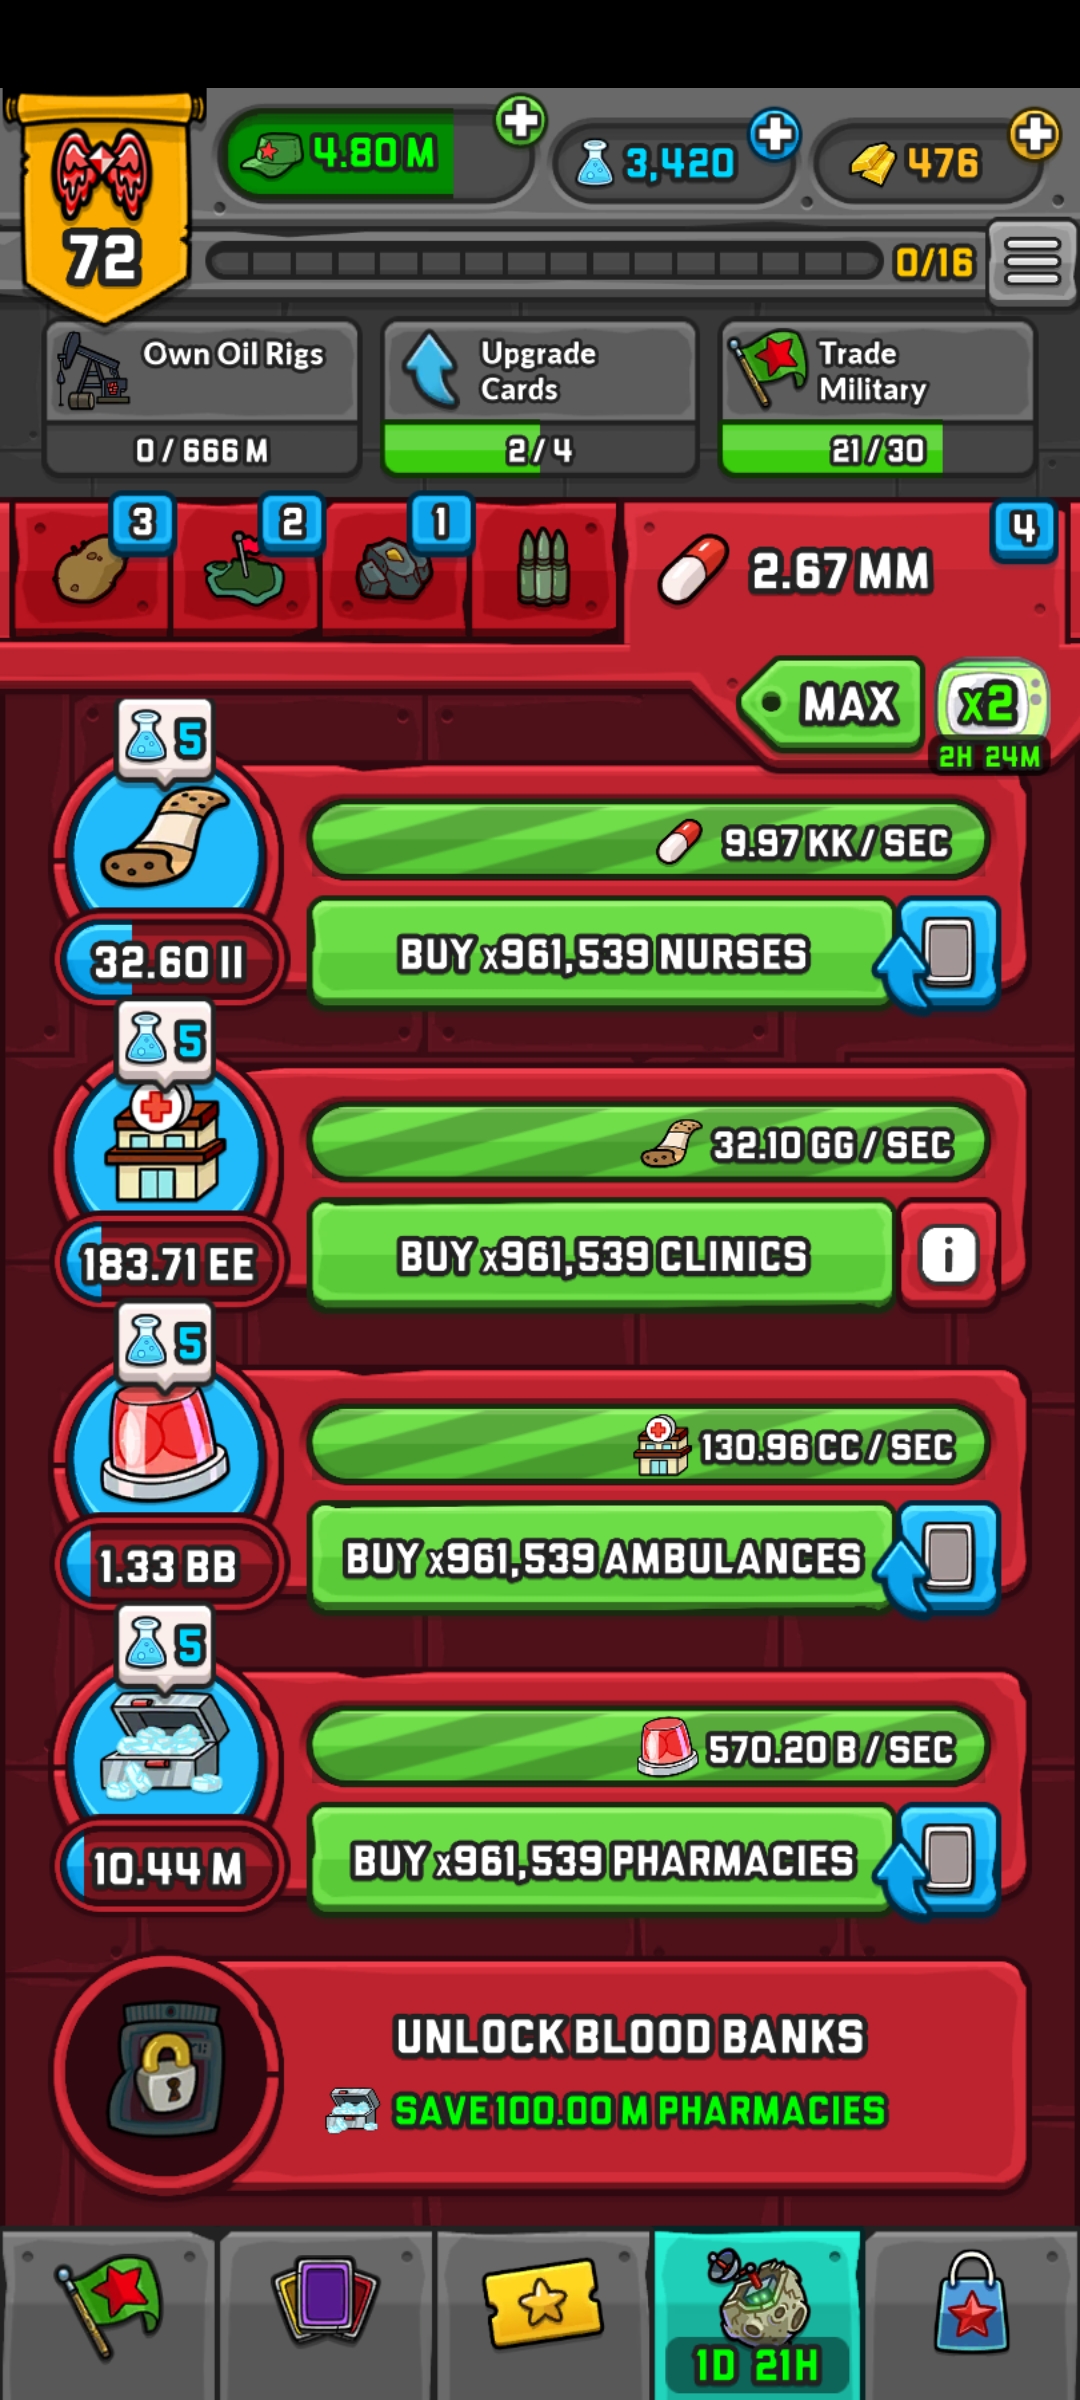 72
4.80 M
3,420
476
0/16
Own Oil Rigs
0 / 666 M
Upgrade
Cards
2 / 4
Trade
Military
21 / 30
3
2
1
2.67 MM
4
MAX
x2
2H 24M
5
9.97 KK / SEC
32.60 II
BUY x961,539 NURSES
5
32.10 GG / SEC
183.71 EE
BUY x961,539 CLINICS
i
5
130.96 CC / SEC
1.33 BB
BUY x961,539 AMBULANCES
5
570.20 B / SEC
10.44 M
BUY x961,539 PHARMACIES
UNLOCK BLOOD BANKS
SAVE 100.00 M PHARMACIES
1D 21H